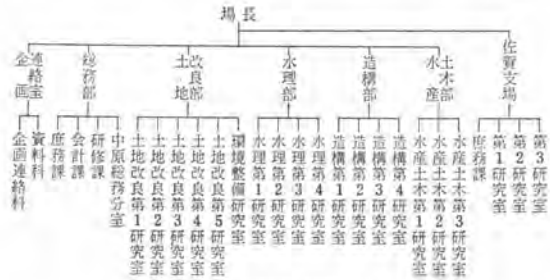 場長
企画連絡室
総務部
土地改良部
水理部
造構部
水産土木部
佐賀支場
企画連絡科
資料科
庶務課
会計課
研修課
中原総務分室
土地改良第1研究室
土地改良第2研究室
土地改良第3研究室
土地改良第4研究室
土地改良第5研究室
環境整備研究室
水理第1研究室
水理第2研究室
水理第3研究室
水理第4研究室
造構第1研究室
造構第2研究室
造構第3研究室
造構第4研究室
水産土木第1研究室
水産土木第2研究室
水産土木第3研究室
庶務課
第1研究室
第2研究室
第3研究室